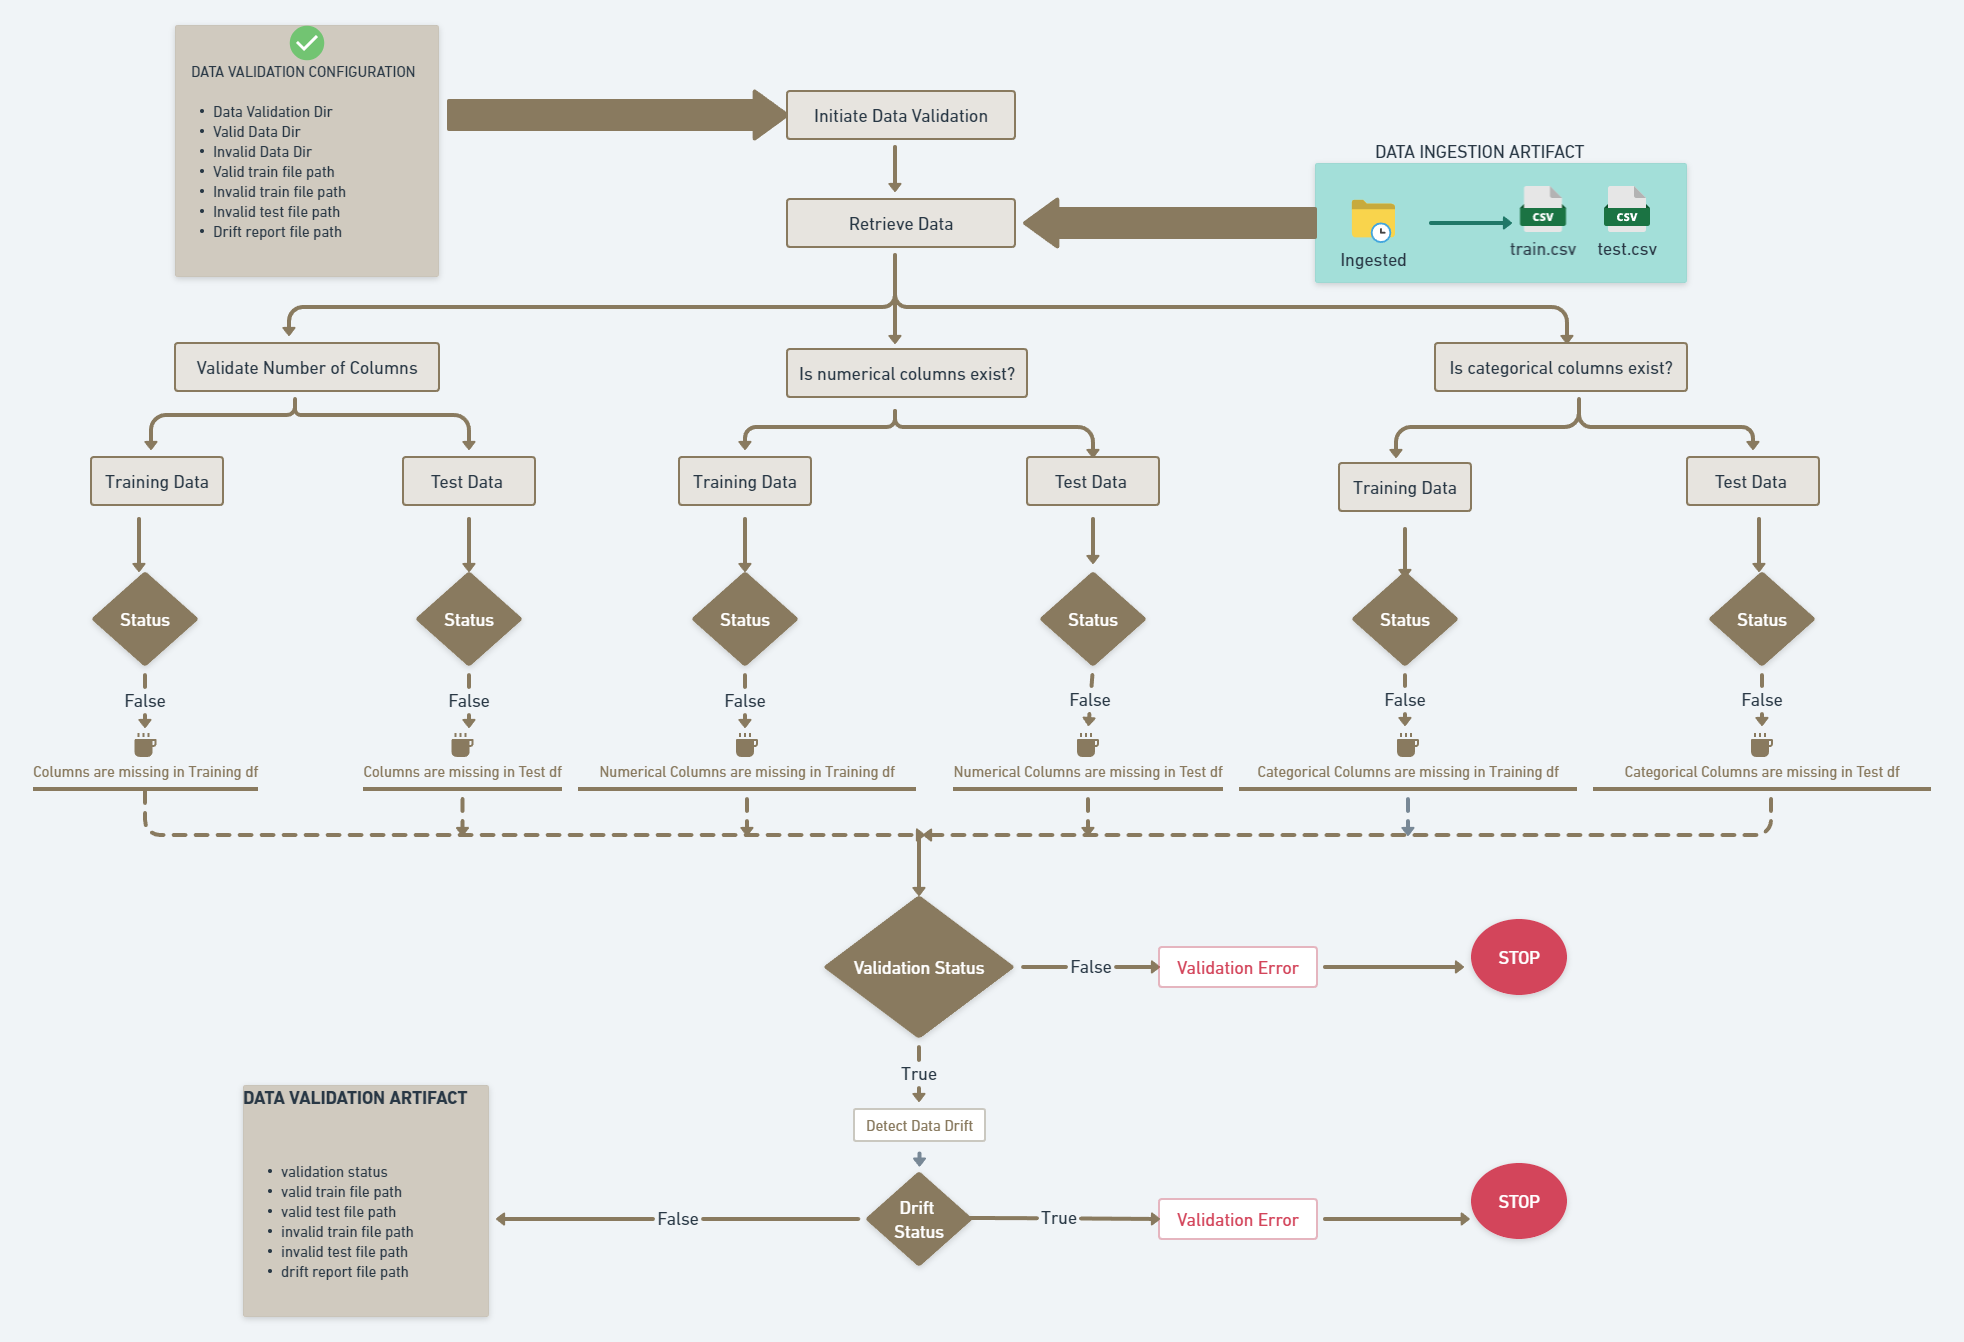 DATA VALIDATION CONFIGURATION
• Data Validation Dir
• Valid Data Dir
• Invalid Data Dir
• Valid train file path
• Invalid train file path
• Invalid test file path
• Drift report file path
Initiate Data Validation
DATA INGESTION ARTIFACT
Retrieve Data
Ingested
CSV
train.csv
CSV
test.csv
Validate Number of Columns
Is numerical columns exist?
Is categorical columns exist?
Training Data
Test Data
Training Data
Test Data
Training Data
Test Data
Status
Status
Status
Status
Status
Status
False
False
False
False
False
False
Columns are missing in Training df
Columns are missing in Test df
Numerical Columns are missing in Training df
Numerical Columns are missing in Test df
Categorical Columns are missing in Training df
Categorical Columns are missing in Test df
Validation Status
False
Validation Error
STOP
True
Detect Data Drift
Drift
Status
True
Validation Error
STOP
False
DATA VALIDATION ARTIFACT
• validation status
• valid train file path
• valid test file path
• invalid train file path
• invalid test file path
• drift report file path